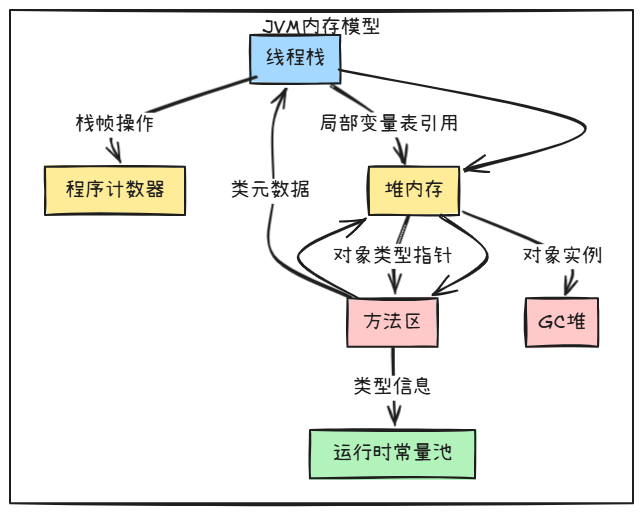 JVM内存模型
线程栈
栈帧操作
局部变量表引用
程序计数器
类元数据
堆内存
对象类型指针
对象实例
方法区
GC堆
类型信息
运行时常量池